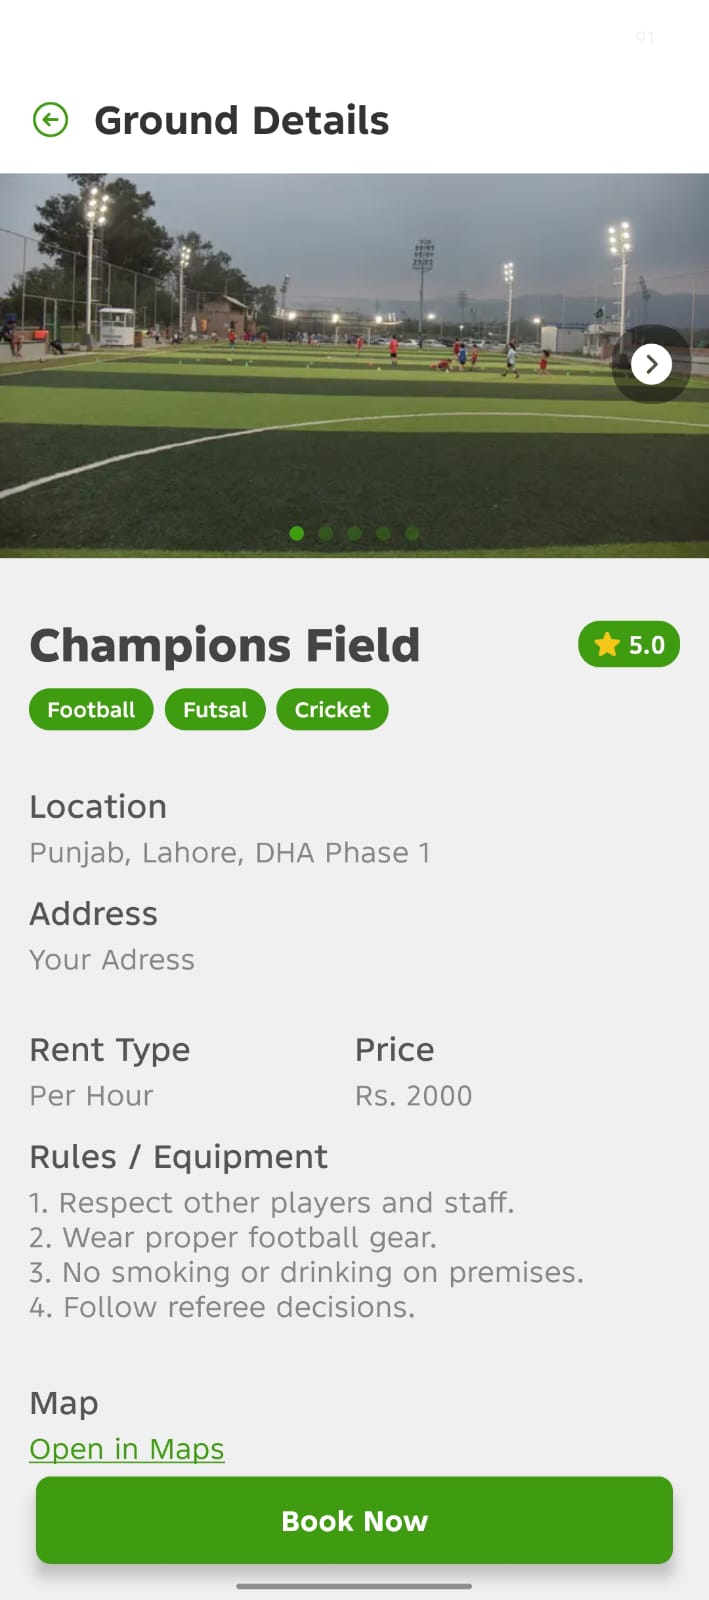 91
Ground Details
Champions Field
5.0
Football Futsal Cricket
Location
Punjab, Lahore, DHA Phase 1
Address
Your Adress
Rent Type Price
Per Hour Rs. 2000
Rules / Equipment
1. Respect other players and staff.
2. Wear proper football gear.
3. No smoking or drinking on premises.
4. Follow referee decisions.
Map
Open in Maps
Book Now